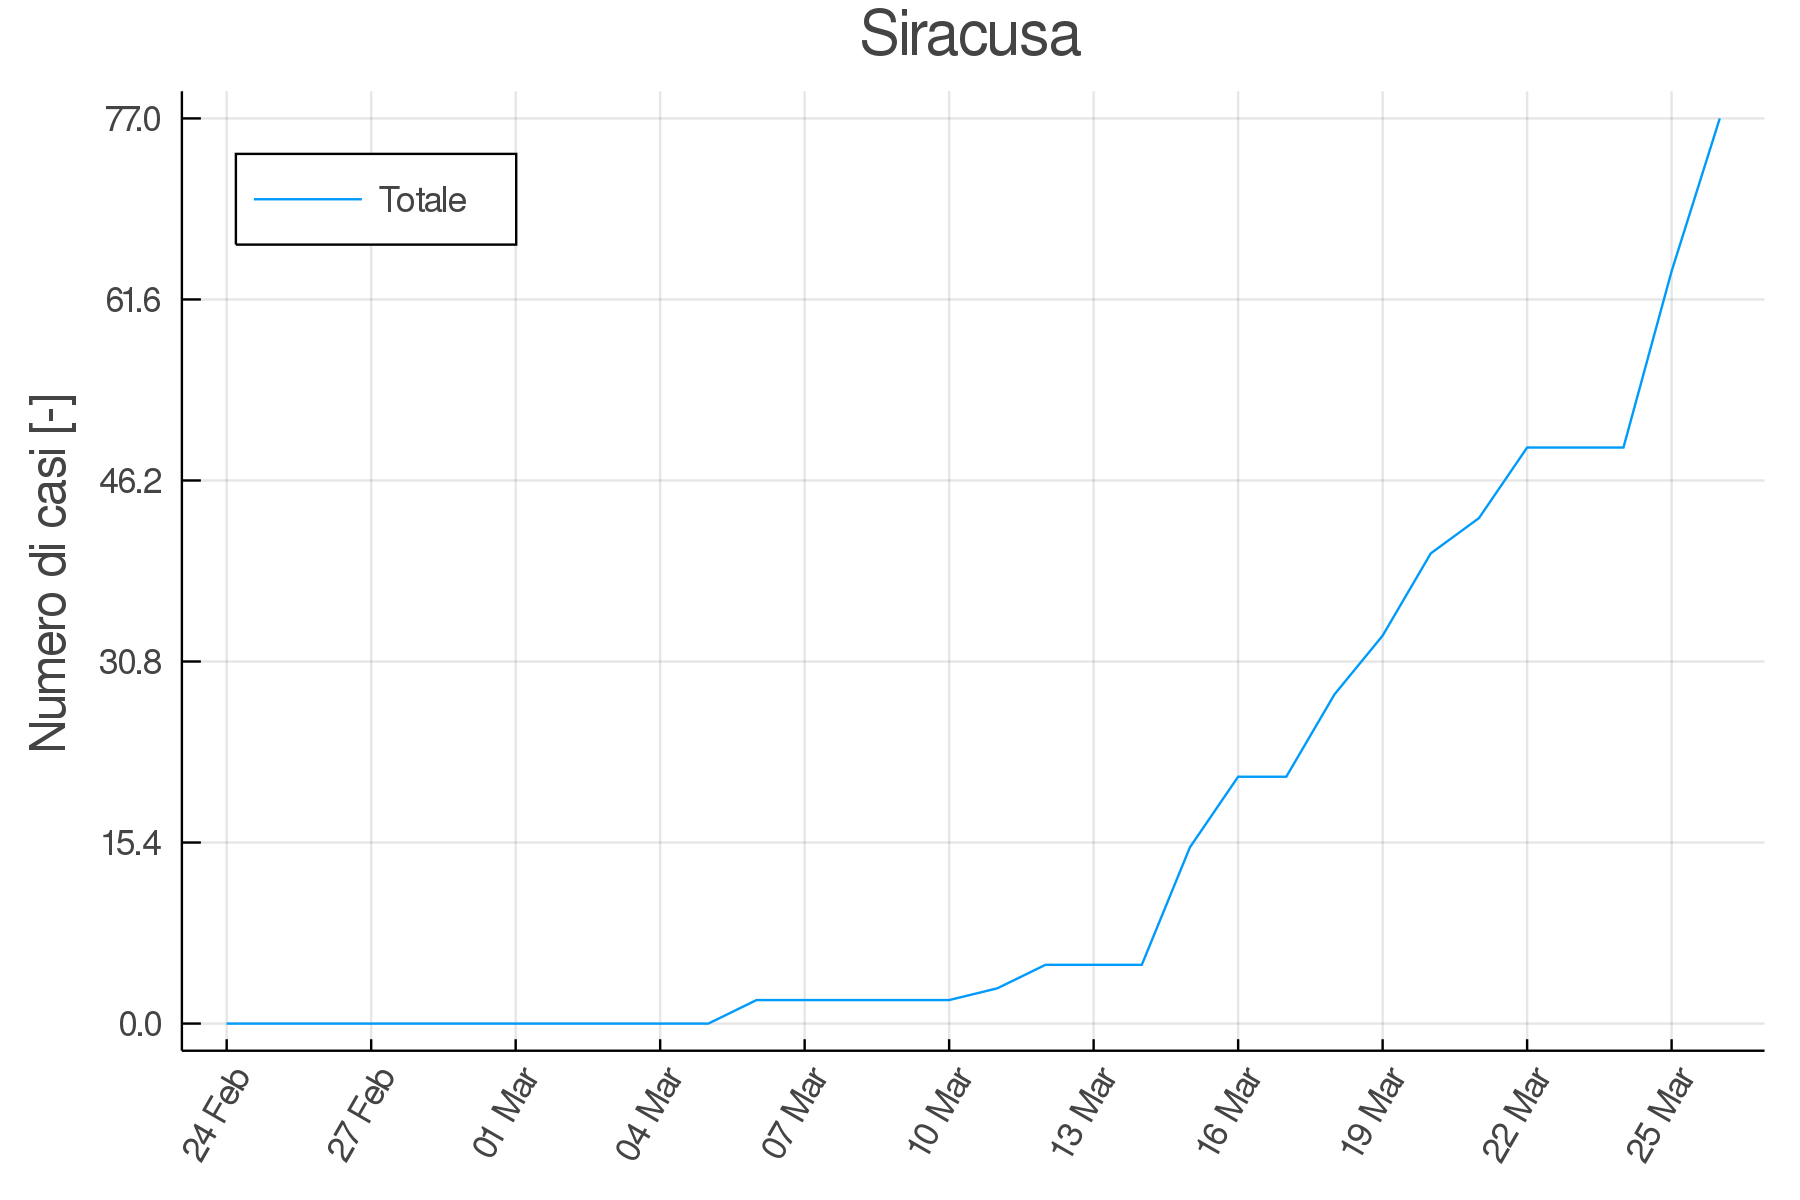 Siracusa
Numero di casi [-]
77.0
61.6
46.2
30.8
15.4
0.0
Totale
24 Feb
27 Feb
01 Mar
04 Mar
07 Mar
10 Mar
13 Mar
16 Mar
19 Mar
22 Mar
25 Mar